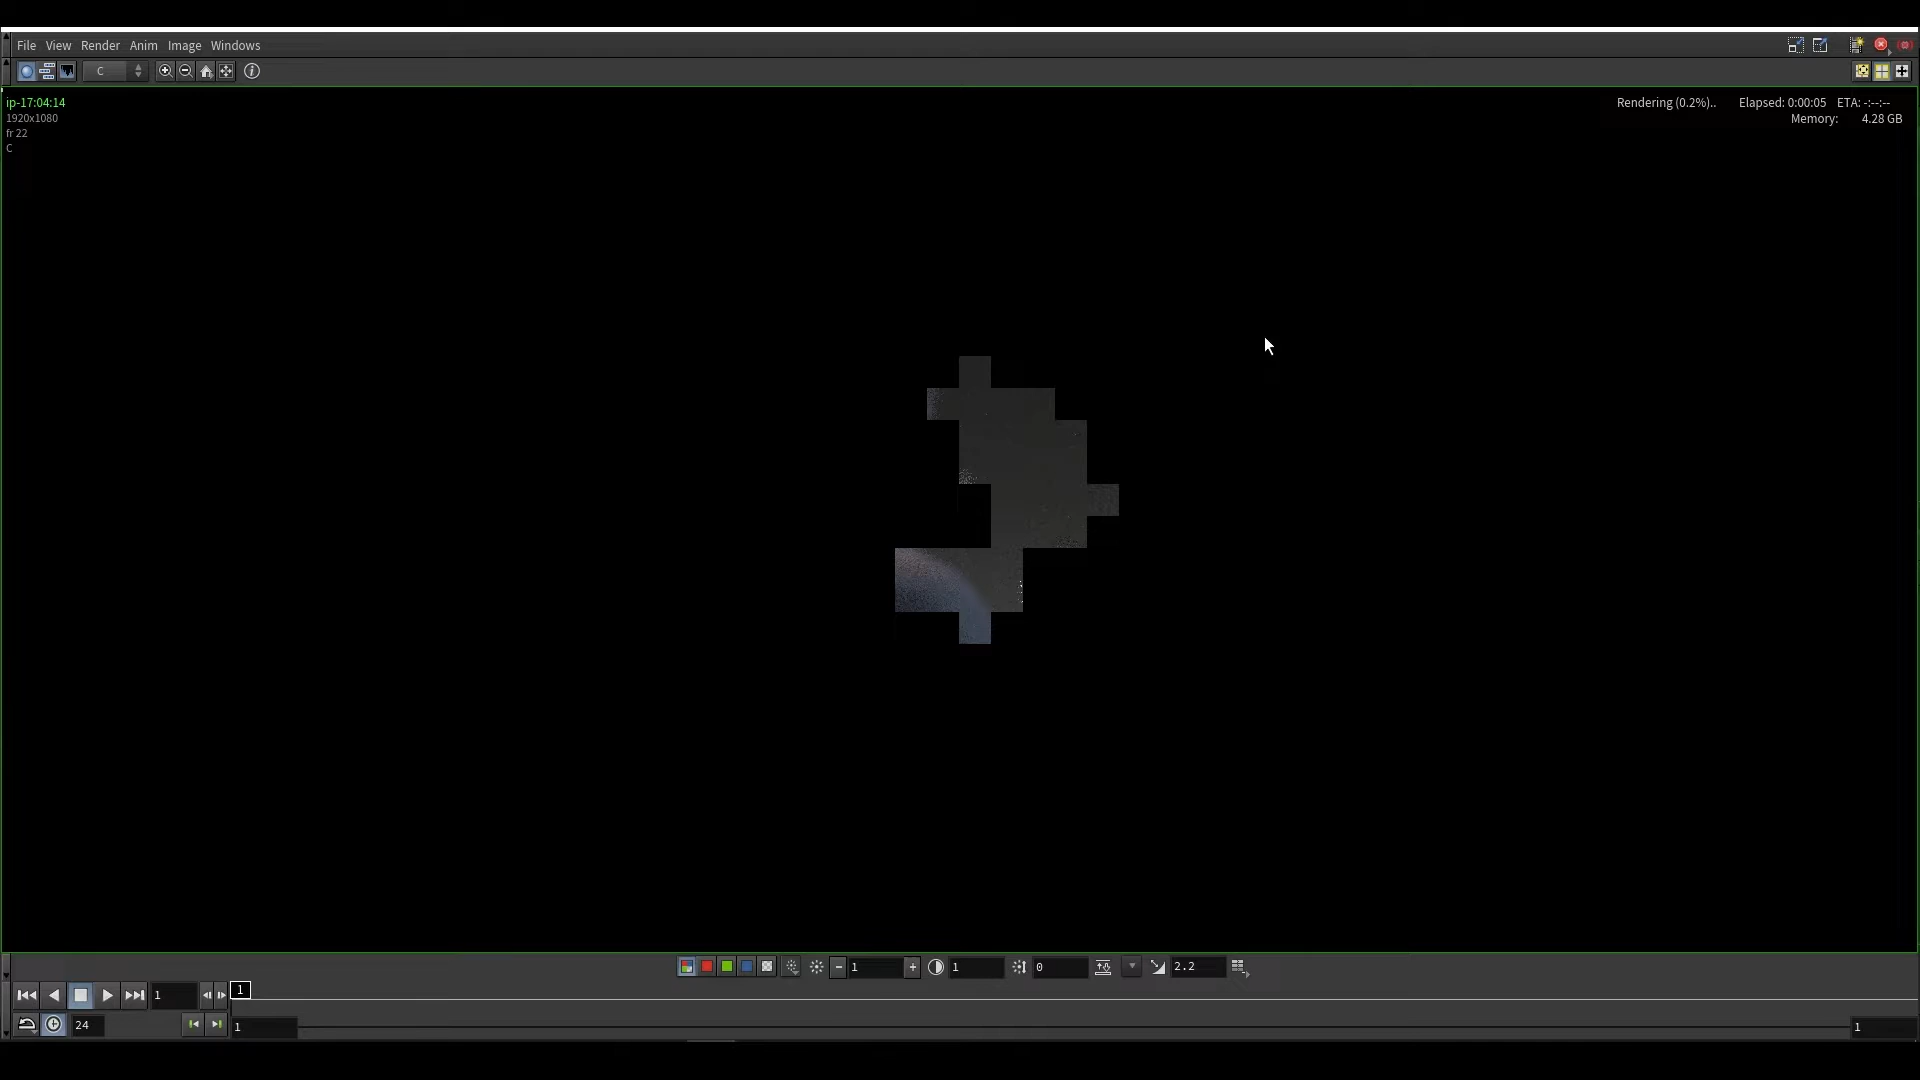 File View Render Anim Image Windows
C
ip-17:04:14
Rendering (0.2%).. Elapsed: 0:00:05 ETA: -:--:--
1920x1080
Memory: 4.28 GB
fr 22
C
1 1 0 2.2
1 1
24 1 1